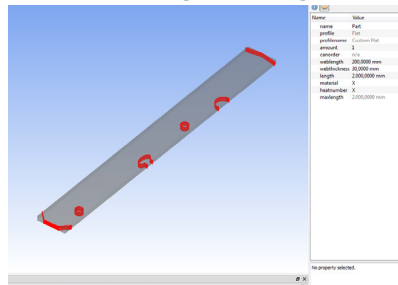 Name Value
name Part
profile Flat
profilename Custom Flat
amount 1
canorder n/a
weblength 200,0000 mm
webthickness 30,0000 mm
length 2.000,0000 mm
material X
heatnumber X
maxlength 2.000,0000 mm
No property selected.